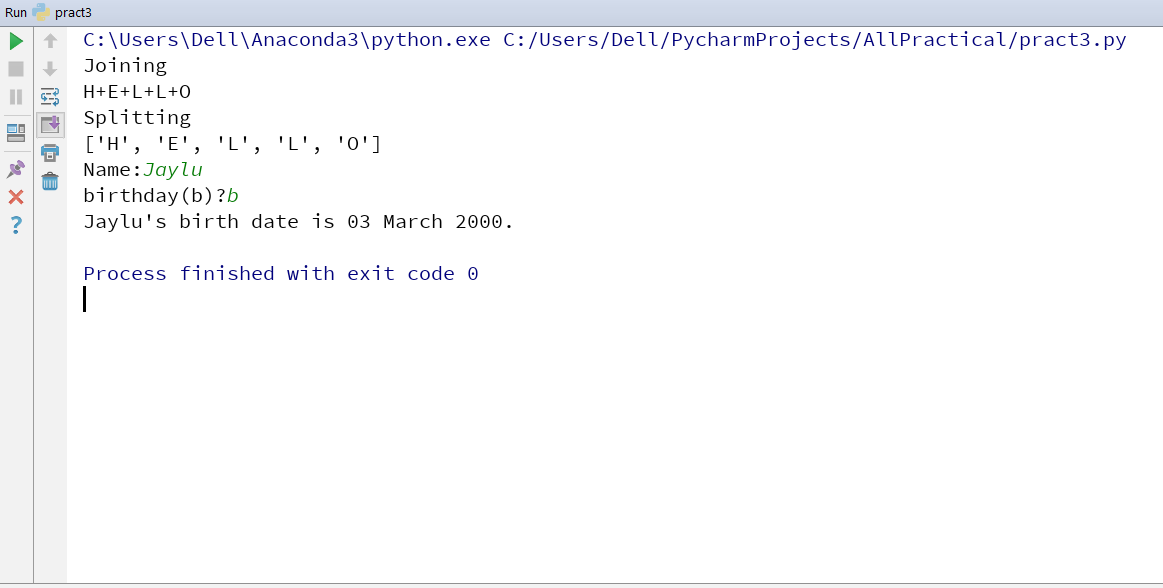 Run pract3
C:\Users\Dell\Anaconda3\python.exe C:/Users/Dell/PycharmProjects/AllPractical/pract3.py
Joining
H+E+L+L+O
Splitting
['H', 'E', 'L', 'L', 'O']
Name:Jaylu
birthday(b)?b
Jaylu's birth date is 03 March 2000.
Process finished with exit code 0